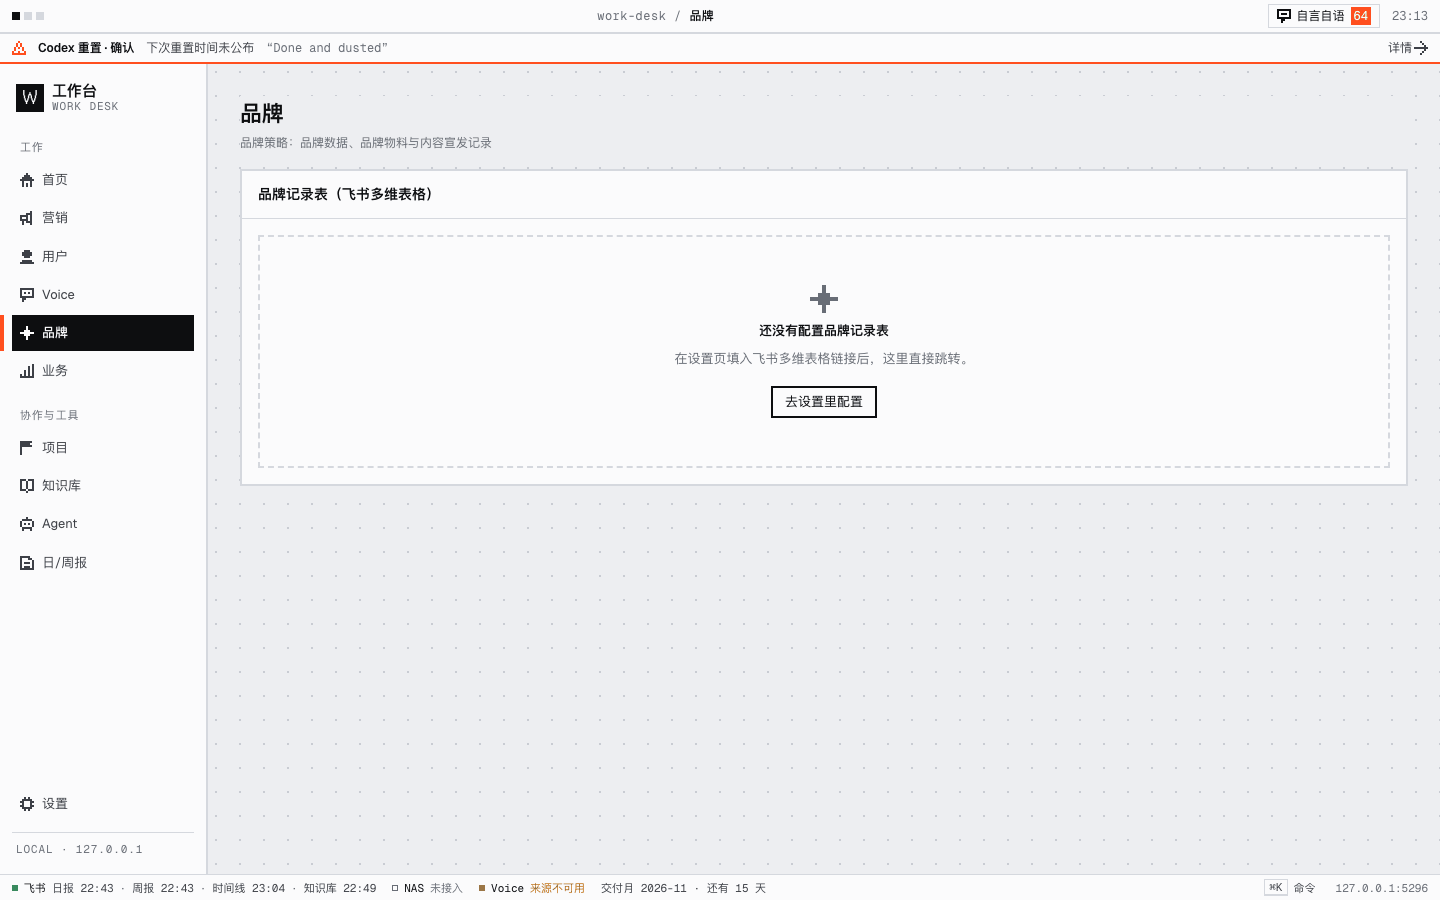 work-desk / 品牌
自言自语 64
23:13
Codex 重置·确认 下次重置时间未公布 “Done and dusted”
详情
W 工作台
WORK DESK
工作
首页
营销
用户
Voice
品牌
业务
协作与工具
项目
知识库
Agent
日/周报
设置
LOCAL · 127.0.0.1
品牌
品牌策略：品牌数据、品牌物料与内容宣发记录
品牌记录表（飞书多维表格）
还没有配置品牌记录表
在设置页填入飞书多维表格链接后，这里直接跳转。
去设置里配置
飞书 日报 22:43 · 周报 22:43 · 时间线 23:04 · 知识库 22:49 NAS 未接入 Voice 来源不可用 交付月 2026-11 · 还有 15 天
⌘K 命令 127.0.0.1:5296